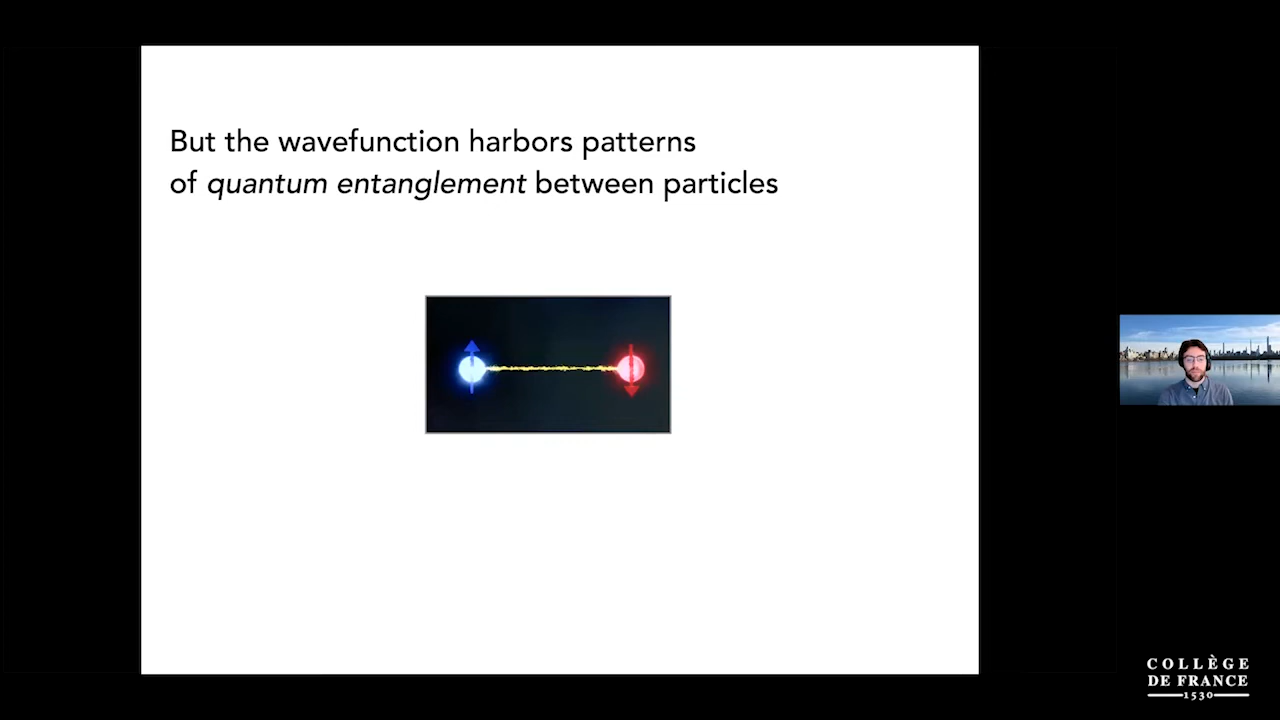 But the wavefunction harbors patterns
of quantum entanglement between particles
COLLÈGE
DE FRANCE
1530